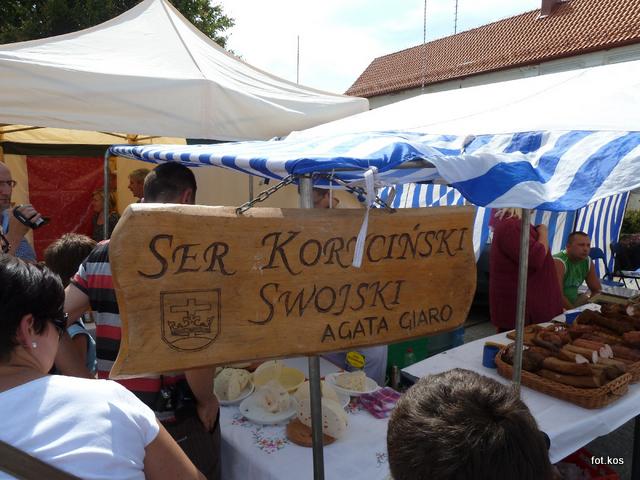 SER KORYCIŃSKI
SWOJSKI
AGATA GIARO
fot.kos